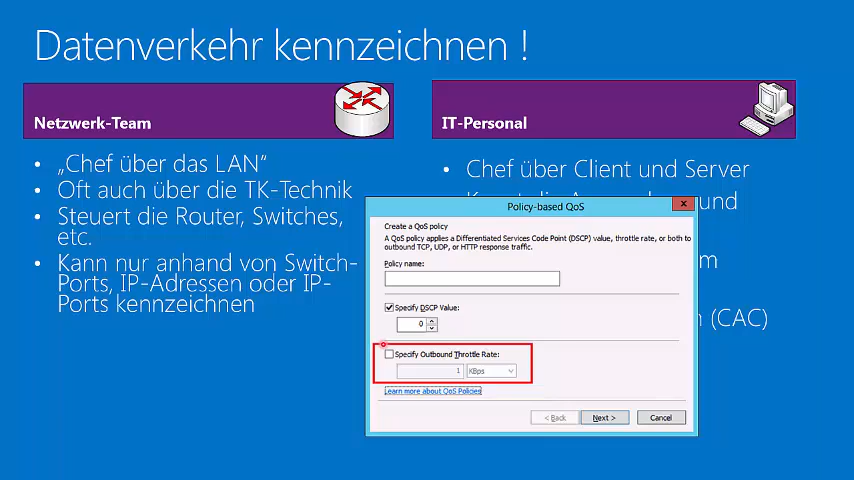 Datenverkehr kennzeichnen !
Netzwerk-Team
• „Chef über das LAN“
• Oft auch über die TK-Technik
• Steuert die Router, Switches,
etc.
• Kann nur anhand von Switch-
Ports, IP-Adressen oder IP-
Ports kennzeichnen
IT-Personal
• Chef über Client und Server
und
(CAC)
Policy-based QoS
x
Create a QoS policy
A QoS policy applies a Differentiated Services Code Point (DSCP) value, throttle rate, or both to
outbound TCP, UDP, or HTTP response traffic.
Policy name:
Specify DSCP Value:
0
Specify Outbound Throttle Rate:
1 KBps
Learn more about QoS Policies
< Back Next > Cancel